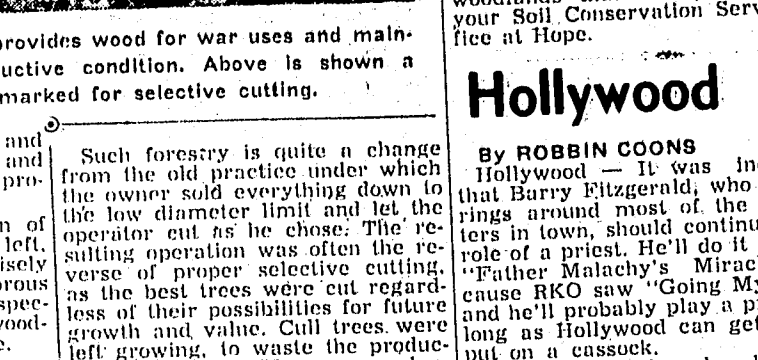 provides wood for war uses and main-
uctive condition. Above is shown a
marked for selective cutting.
and
and
pro-
n of
left.
isely
orous
spec-
wood-
e.
Such forestry is quite a change
from the old practice under which
the owner sold everything down to
the low diameter limit and let the
operator cut as he chose. The re-
sulting operation was often the re-
verse of proper selective cutting,
as the best trees were cut regard-
less of their possibilities for future
growth and value. Cull trees were
left growing, to waste the produc-
your Soil Conservation Serv
fice at Hope.
Hollywood
By ROBBIN COONS
Hollywood — It was in
that Barry Fitzgerald, who
rings around most of the
ters in town, should continu
role of a priest. He'll do it
"Father Malachy's Mirac
cause RKO saw "Going My
and he'll probably play a p
long as Hollywood can get
put on a cassock.